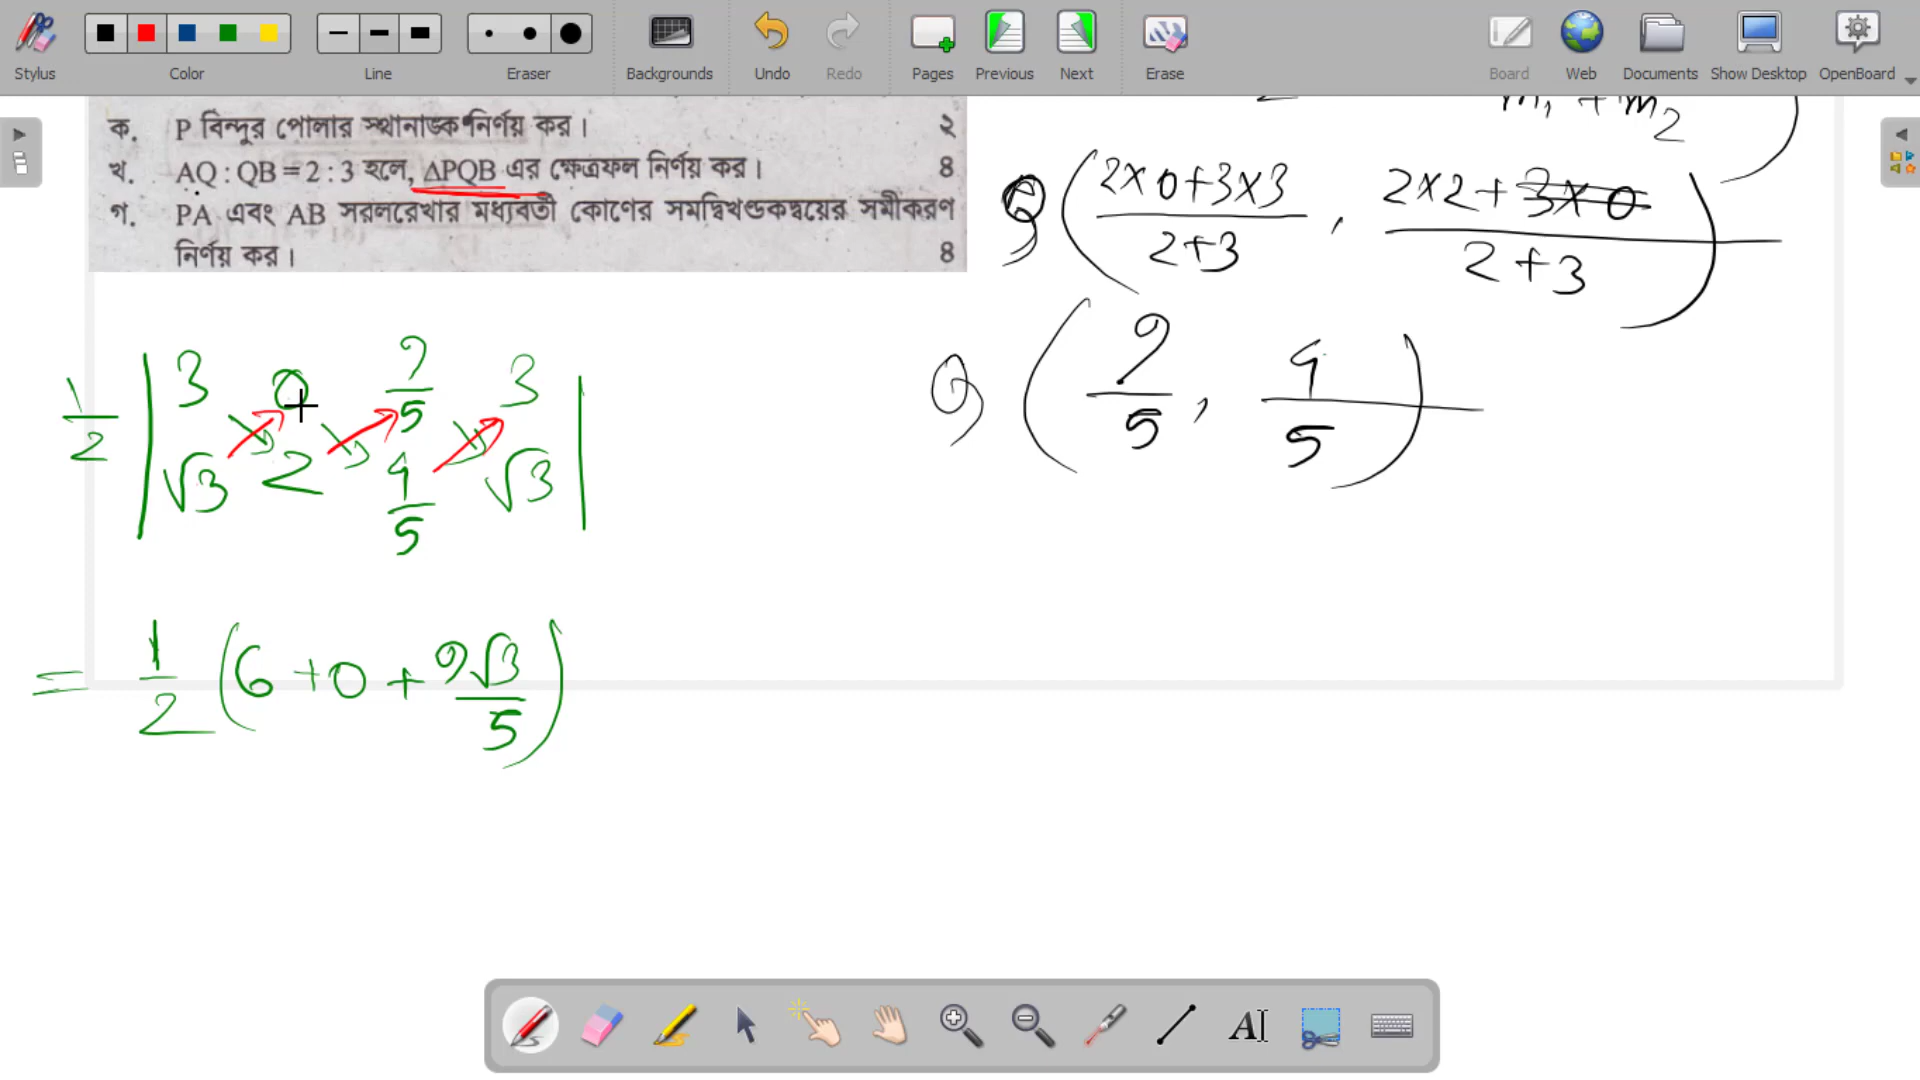 Stylus Color Line Eraser Backgrounds Undo Redo Pages Previous Next Erase Board Web Documents Show Desktop OpenBoard
ক. P বিন্দুর পোলার স্থানাঙ্ক নির্ণয় কর। ২
খ. AQ : QB = 2 : 3 হলে, ΔPQB এর ক্ষেত্রফল নির্ণয় কর। 8
গ. PA এবং AB সরলরেখার মধ্যবর্তী কোণের সমদ্বিখণ্ডকদ্বয়ের সমীকরণ
নির্ণয় কর। 8
m₁ + m₂
Q ( (2×0+3×3)/(2+3) , (2×2+3×0)/(2+3) )
Q ( 9/5 , 4/5 )
1/2 | 3 0 9/5 3 |
√3 2 4/5 √3
= 1/2 ( 6 + 0 + 9√3/5 )